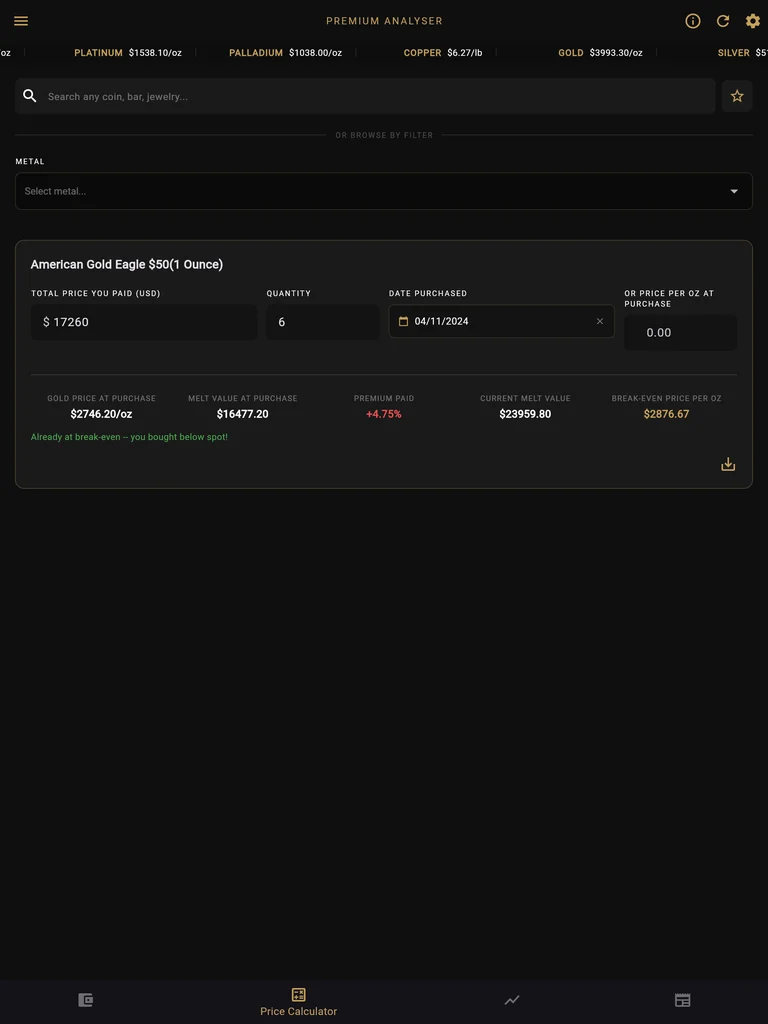 PREMIUM ANALYSER
oz PLATINUM $1538.10/oz PALLADIUM $1038.00/oz COPPER $6.27/lb GOLD $3993.30/oz SILVER $5
Search any coin, bar, jewelry...
OR BROWSE BY FILTER
METAL
Select metal...
American Gold Eagle $50(1 Ounce)
TOTAL PRICE YOU PAID (USD)
$ 17260
QUANTITY
6
DATE PURCHASED
04/11/2024
OR PRICE PER OZ AT
PURCHASE
0.00
GOLD PRICE AT PURCHASE
$2746.20/oz
MELT VALUE AT PURCHASE
$16477.20
PREMIUM PAID
+4.75%
CURRENT MELT VALUE
$23959.80
BREAK-EVEN PRICE PER OZ
$2876.67
Already at break-even – you bought below spot!
Price Calculator